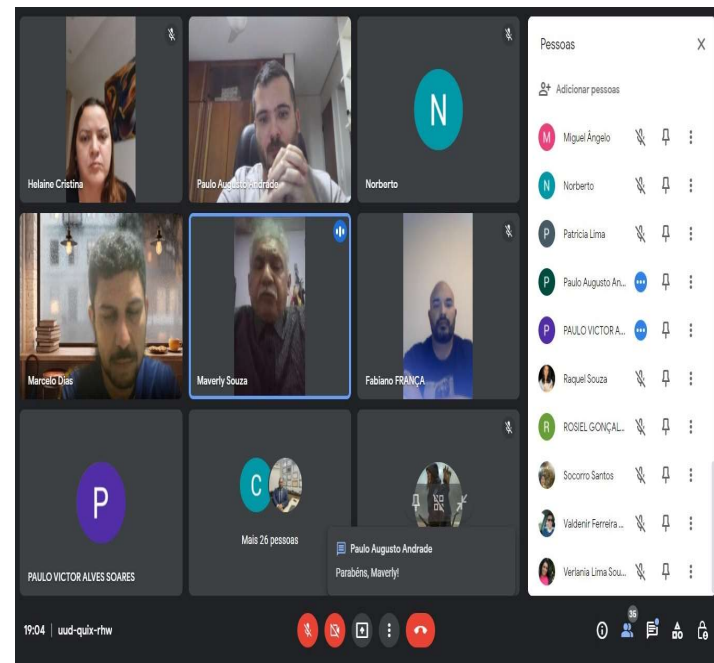 Helaine Cristina
Paulo Augusto Andrade
N
Norberto
Marcelo Dias
Maverly Souza
Fabiano FRANÇA
P
PAULO VICTOR ALVES SOARES
C
Mais 26 pessoas
Paulo Augusto Andrade
Parabéns, Maverly!
Pessoas
Adicionar pessoas
M Miguel Ângelo
N Norberto
P Patricia Lima
P Paulo Augusto An...
P PAULO VICTOR A...
Raquel Souza
R ROSIEL GONÇAL...
Socorro Santos
Valdenir Ferreira ...
Verlania Lima Sou...
19:04 | uud-quix-rhw
35